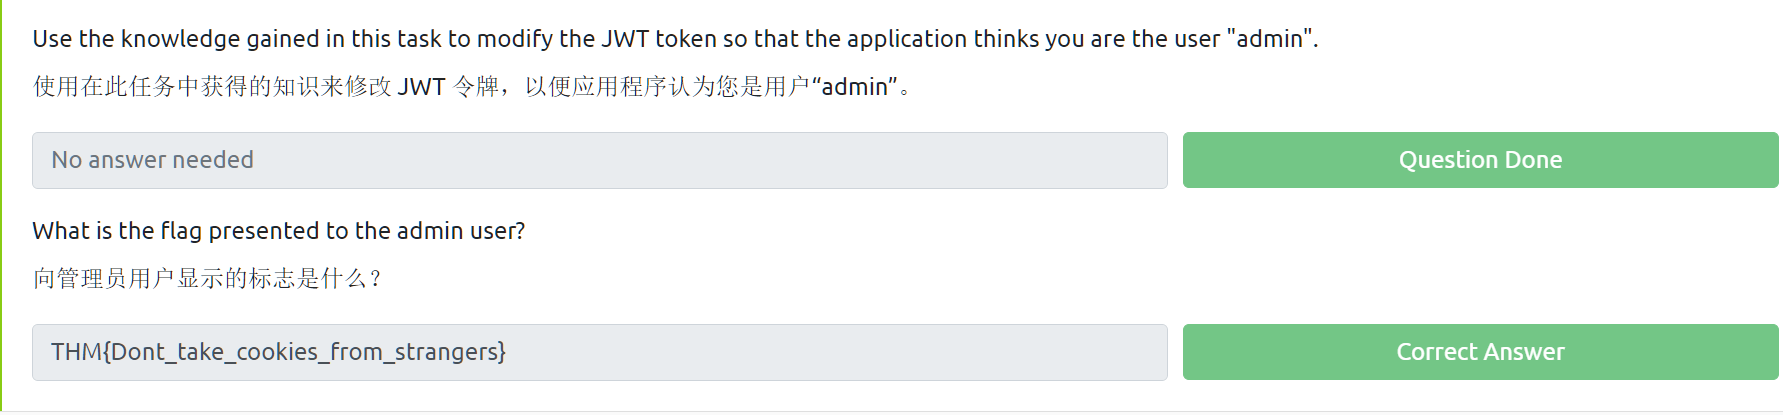 Use the knowledge gained in this task to modify the JWT token so that the application thinks you are the user "admin".
使用在此任务中获得的知识来修改 JWT 令牌，以便应用程序认为您是用户“admin”。
No answer needed
Question Done
What is the flag presented to the admin user?
向管理员用户显示的标志是什么？
THM{Dont_take_cookies_from_strangers}
Correct Answer